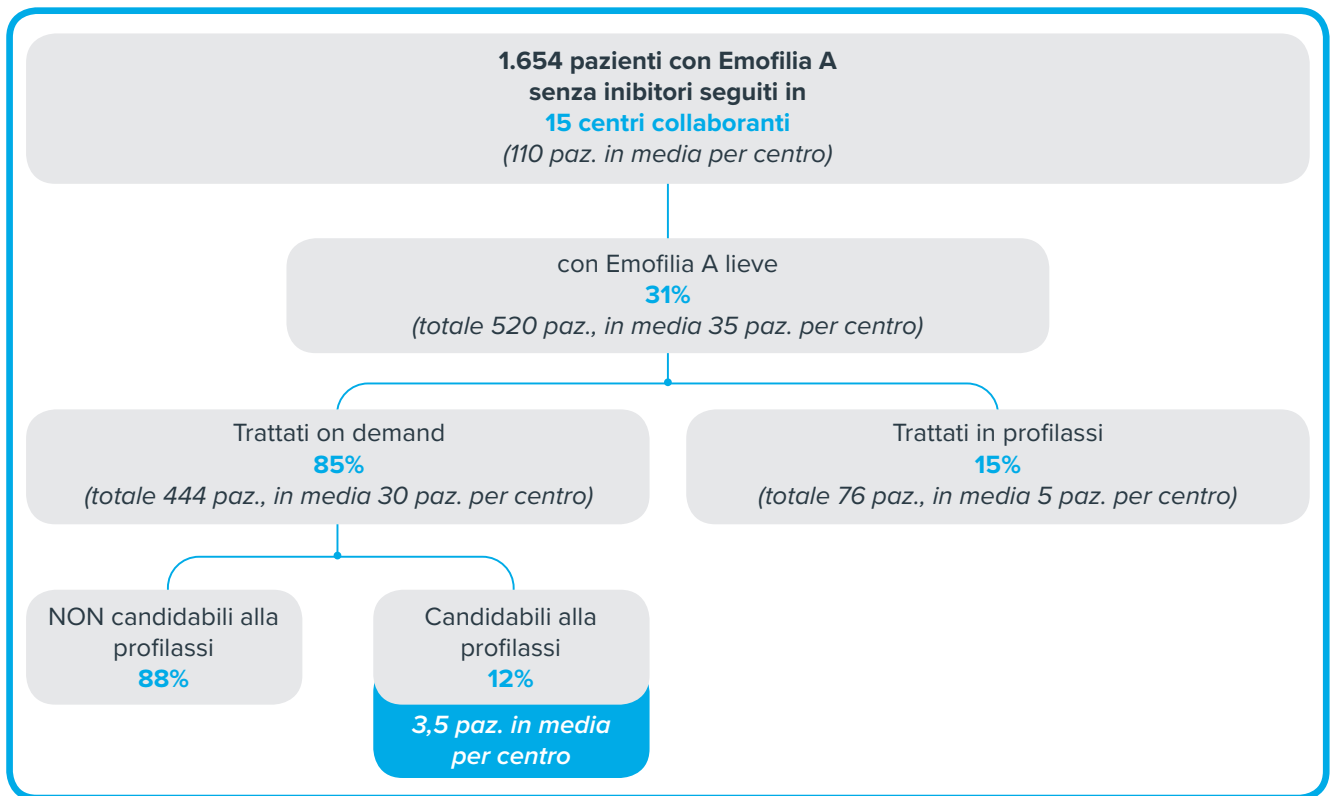 1.654 pazienti con Emofilia A
senza inibitori seguiti in
15 centri collaboranti
(110 paz. in media per centro)
con Emofilia A lieve
31%
(totale 520 paz., in media 35 paz. per centro)
Trattati on demand
85%
(totale 444 paz., in media 30 paz. per centro)
Trattati in profilassi
15%
(totale 76 paz., in media 5 paz. per centro)
NON candidabili alla
profilassi
88%
Candidabili alla
profilassi
12%
3,5 paz. in media
per centro